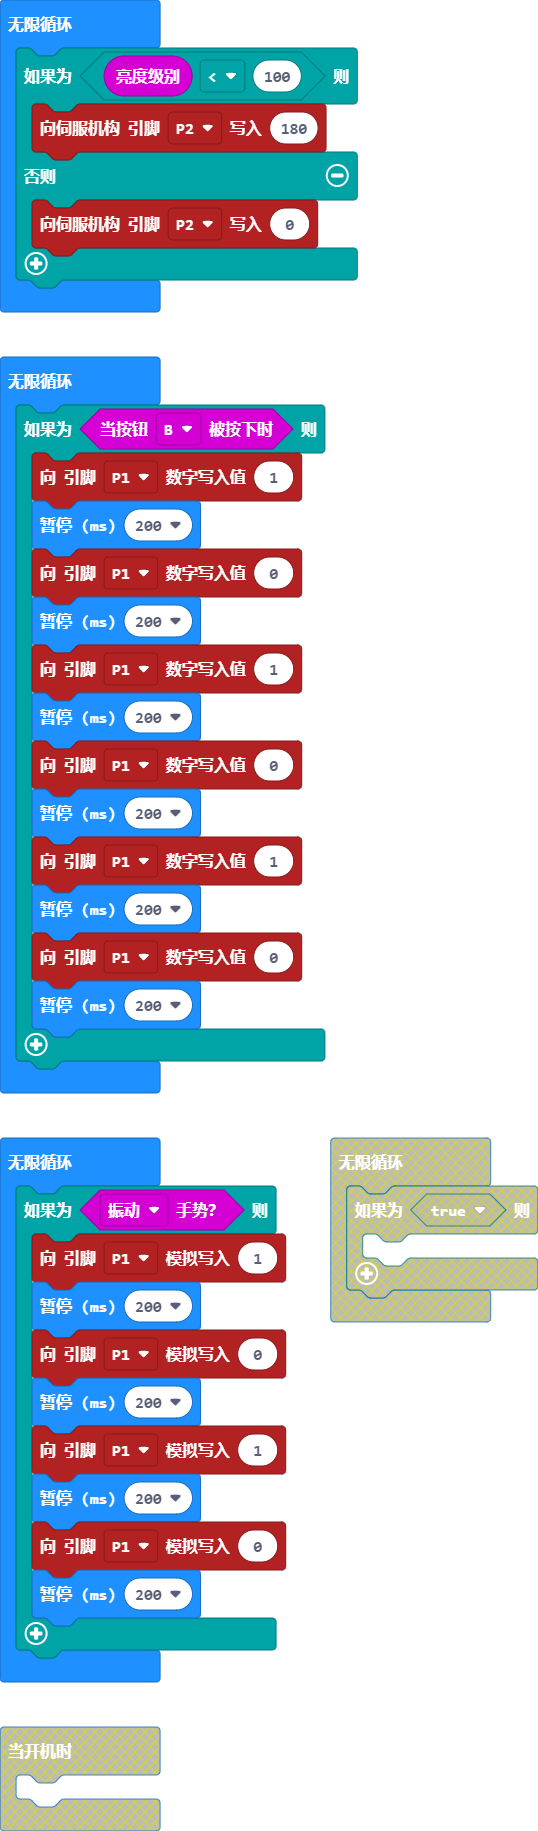 无限循环
如果为 亮度级别 < 100 则
向伺服机构 引脚 P2 写入 180
否则
向伺服机构 引脚 P2 写入 0
无限循环
如果为 当按钮 B 被按下时 则
向 引脚 P1 数字写入值 1
暂停 (ms) 200
向 引脚 P1 数字写入值 0
暂停 (ms) 200
向 引脚 P1 数字写入值 1
暂停 (ms) 200
向 引脚 P1 数字写入值 0
暂停 (ms) 200
向 引脚 P1 数字写入值 1
暂停 (ms) 200
向 引脚 P1 数字写入值 0
暂停 (ms) 200
无限循环
如果为 振动 手势? 则
向 引脚 P1 模拟写入 1
暂停 (ms) 200
向 引脚 P1 模拟写入 0
暂停 (ms) 200
向 引脚 P1 模拟写入 1
暂停 (ms) 200
向 引脚 P1 模拟写入 0
暂停 (ms) 200
无限循环
如果为 true 则
当开机时